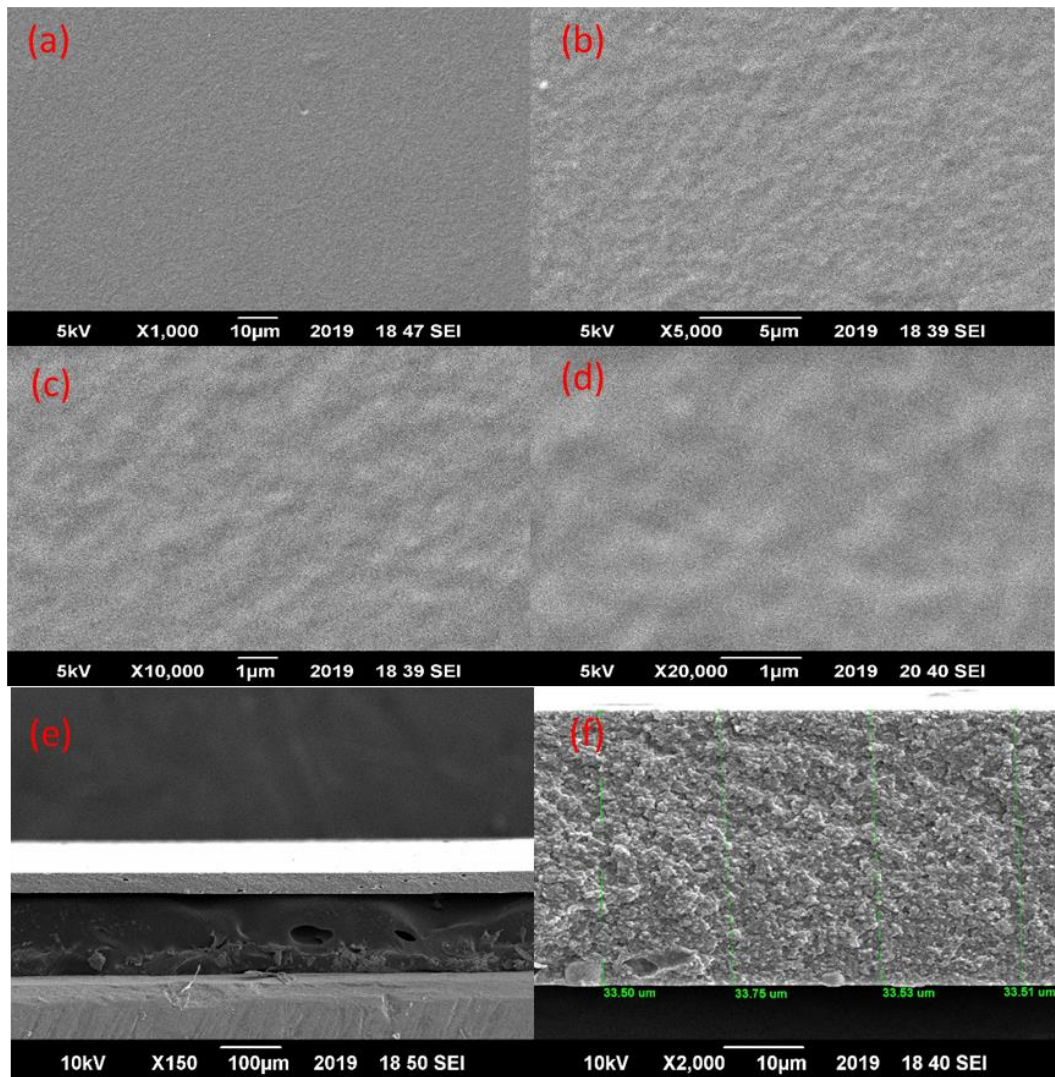 (a)
(b)
5kV X1,000 10µm 2019 18 47 SEI
5kV X5,000 5µm 2019 18 39 SEI
(c)
(d)
5kV X10,000 1µm 2019 18 39 SEI
5kV X20,000 1µm 2019 20 40 SEI
(e)
(f)
33.50 um 33.75 um 33.53 um 33.51 um
10kV X150 100µm 2019 18 50 SEI
10kV X2,000 10µm 2019 18 40 SEI